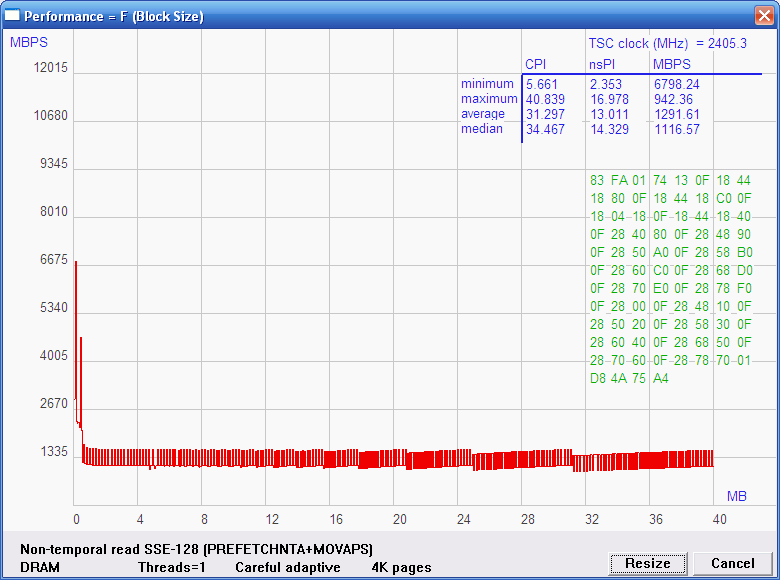 Performance = F (Block Size)
MBPS
TSC clock (MHz) = 2405.3
CPI nsPI MBPS
minimum 5.661 2.353 6798.24
maximum 40.839 16.978 942.36
average 31.297 13.011 1291.61
median 34.467 14.329 1116.57
12015
10680
9345
8010
6675
5340
4005
2670
1335
83 FA 01 74 13 0F 18 44
18 80 0F 18 44 18 C0 0F
18 04 18 0F 18 44 18 40
0F 28 40 80 0F 28 48 90
0F 28 50 A0 0F 28 58 B0
0F 28 60 C0 0F 28 68 D0
0F 28 70 E0 0F 28 78 F0
0F 28 00 0F 28 48 10 0F
28 50 20 0F 28 58 30 0F
28 60 40 0F 28 68 50 0F
28 70 60 0F 28 78 70 01
D8 4A 75 A4
MB
0 4 8 12 16 20 24 28 32 36 40
Non-temporal read SSE-128 (PREFETCHNTA+MOVAPS)
DRAM Threads=1 Careful adaptive 4K pages
Resize Cancel